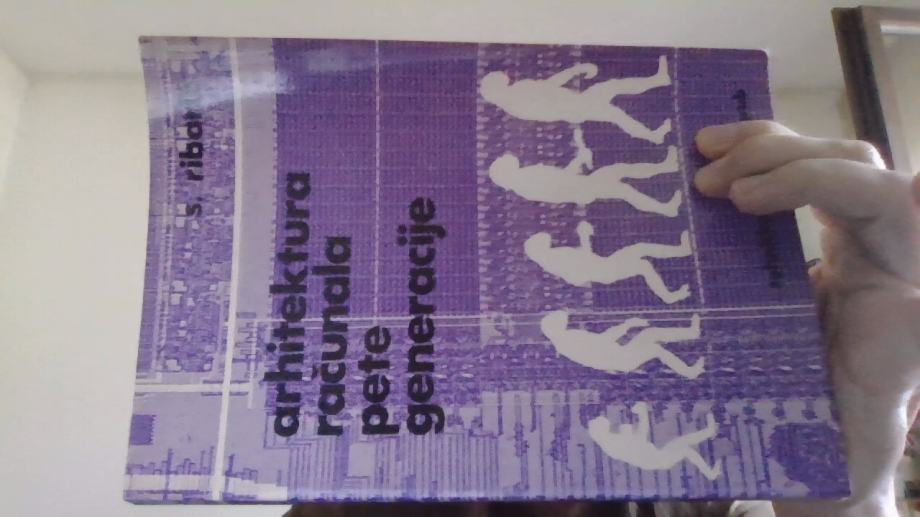 s. ribar
arhitektura
računala
pete
generacije